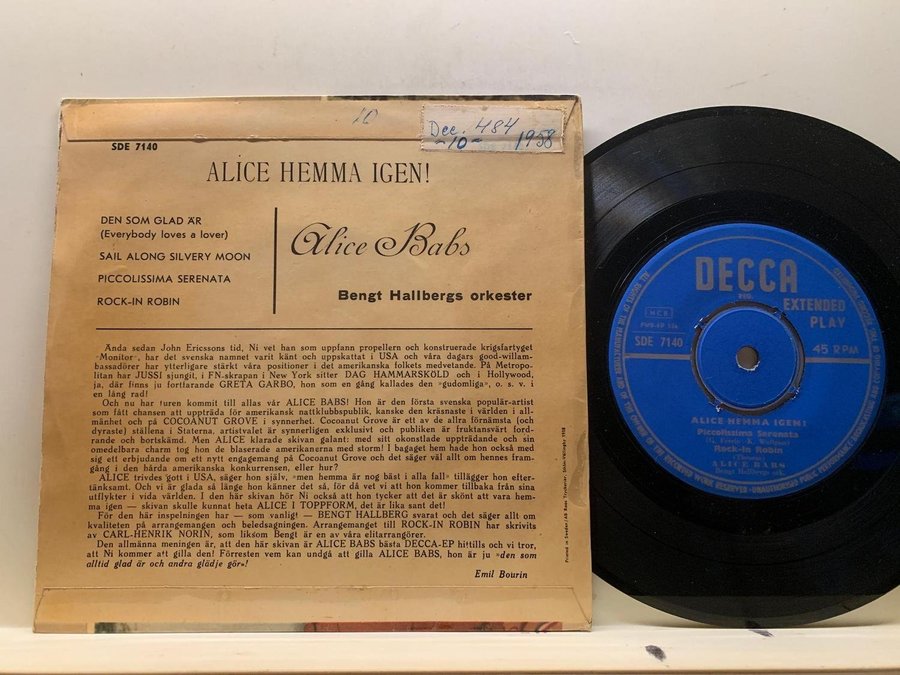 10
Dec. 484
-10- 1958
SDE 7140
ALICE HEMMA IGEN!
DEN SOM GLAD ÄR
(Everybody loves a lover)
SAIL ALONG SILVERY MOON
PICCOLISSIMA SERENATA
ROCK-IN ROBIN
Alice Babs
Bengt Hallbergs orkester
Ända sedan John Ericssons tid, Ni vet han som uppfann propellern och konstruerade krigsfartyget
»Monitor», har det svenska namnet varit känt och uppskattat i USA och våra dagars good-willam-
bassadörer har ytterligare stärkt våra positioner i det amerikanska folkets medvetande. På Metropo-
litan har JUSSI sjungit, i FN-skrapan i New York sitter DAG HAMMARSKÖLD och i Hollywood,
ja, där finns ju fortfarande GRETA GARBO, hon som en gång kallades den »gudomliga», o. s. v. i
en lång rad!
Och nu har turen kommit till allas vår ALICE BABS! Hon är den första svenska populär-artist
som fått chansen att uppträda för amerikansk nattklubbspublik, kanske den kräsnaste i världen i all-
mänhet och på COCOANUT GROVE i synnerhet. Cocoanut Grove är ett av de allra förnämsta (och
dyraste) ställena i Staterna, artistvalet är synnerligen exklusivt och publiken är fruktansvärt ford-
rande och bortskämd. Men ALICE klarade skivan galant: med sitt okonstlade uppträdande och sin
omedelbara charm tog hon de blaserade amerikanerna med storm! I bagaget hem hade hon också med
sig ett erbjudande om ett nytt engagemang på Cocoanut Grove och det säger väl allt om hennes fram-
gång i den hårda amerikanska konkurrensen, eller hur?
ALICE trivdes gott i USA, säger hon själv, »men hemma är nog bäst i alla fall» tillägger hon efter-
tänksamt. Och vi är glada så länge hon känner det så, för då vet vi att hon kommer tillbaka från sina
utflykter i vida världen. I den här skivan hör Ni också att hon tycker att det är skönt att vara hem-
ma igen — skivan skulle kunnat heta ALICE I TOPPFORM, det är lika sant det!
För den här inspelningen har — som vanlig! — BENGT HALLBERG svarat och det säger allt om
kvaliteten på arrangemangen och beledsagningen. Arrangemanget till ROCK-IN ROBIN har skrivits
av CARL-HENRIK NORIN, som liksom Bengt är en av våra elitarrangörer.
Den allmänna meningen är, att den här skivan är ALICE BABS bästa DECCA-EP hittills och vi tror,
att Ni kommer att gilla den! Förresten vem kan undgå att gilla ALICE BABS, hon är ju »den som
alltid glad är och andra glädje gör»!
Emil Bourin
Printed in Sweden/AB Boos Tryckerier, Gbbn-Vällingby 1958
DECCA
REG.
EXTENDED
PLAY
NCB
SDE 7140
45 RPM
ALICE HEMMA IGEN!
Piccolissima Serenata
Rock-In Robin
(Thomas)
ALICE BABS
Bengt Hallbergs ork.